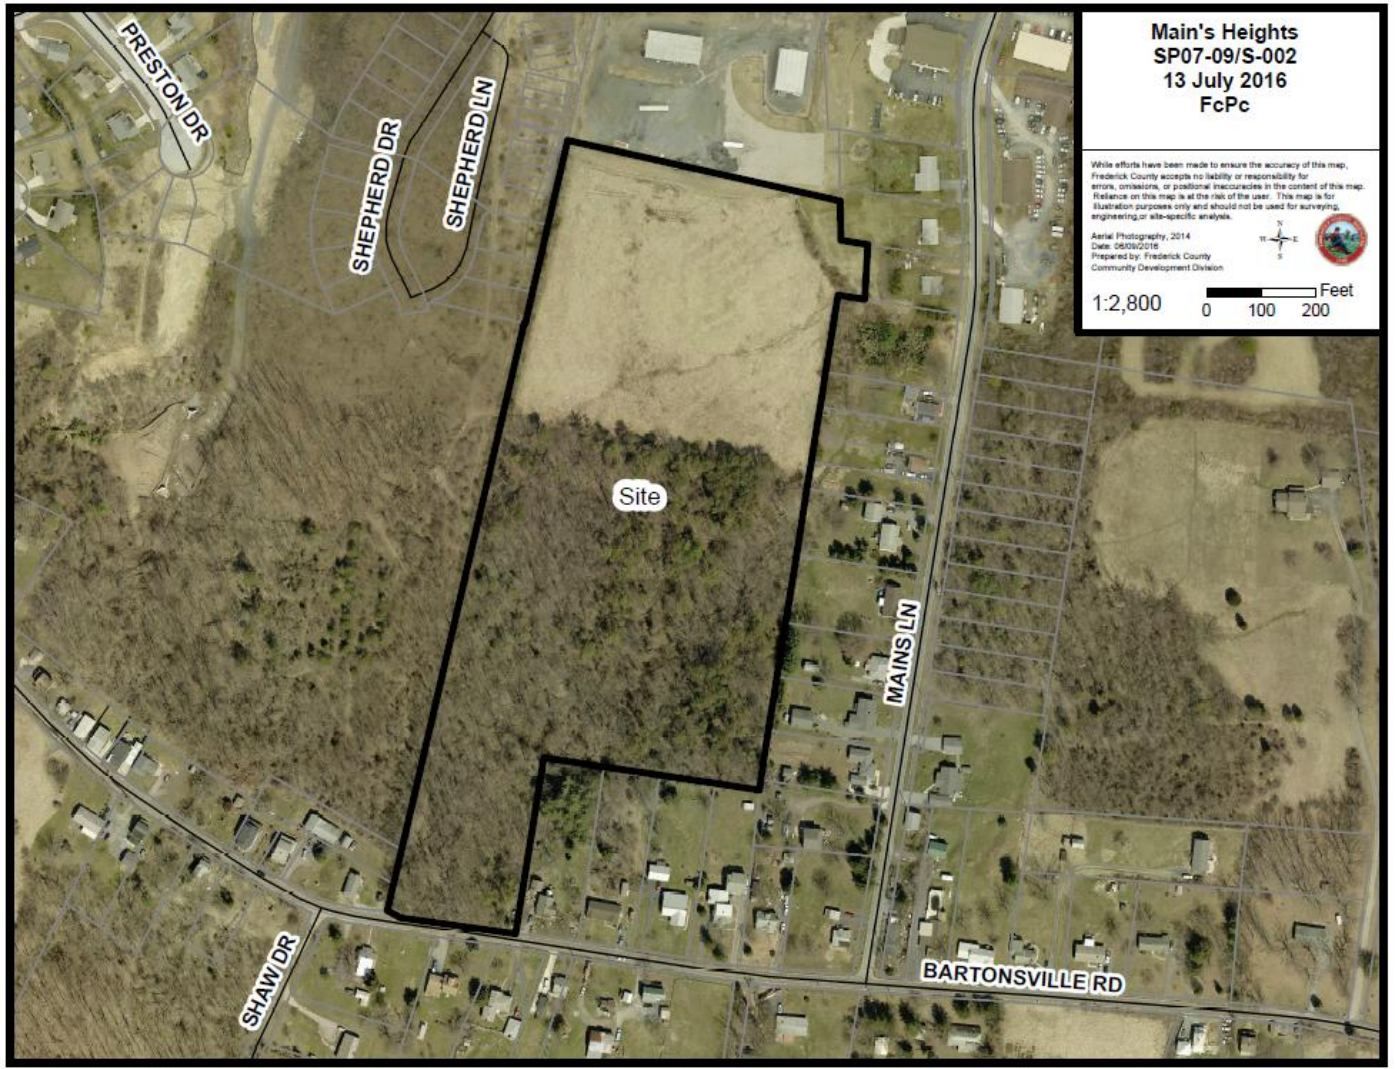 Main's Heights
SP07-09/S-002
13 July 2016
FcPc
While efforts have been made to ensure the accuracy of this map,
Frederick County accepts no liability or responsibility for
errors, omissions, or positional inaccuracies in the content of this map.
Reliance on this map is at the risk of the user. This map is for
illustration purposes only and should not be used for surveying,
engineering,or site-specific analysis.
Aerial Photography, 2014
Date: 06/09/2016
Prepared by: Frederick County
Community Development Division
N
W E
S
1:2,800
Feet
0 100 200
PRESTON DR
SHEPHERD DR
SHEPHERD LN
Site
MAINS LN
SHAW DR
BARTONSVILLE RD